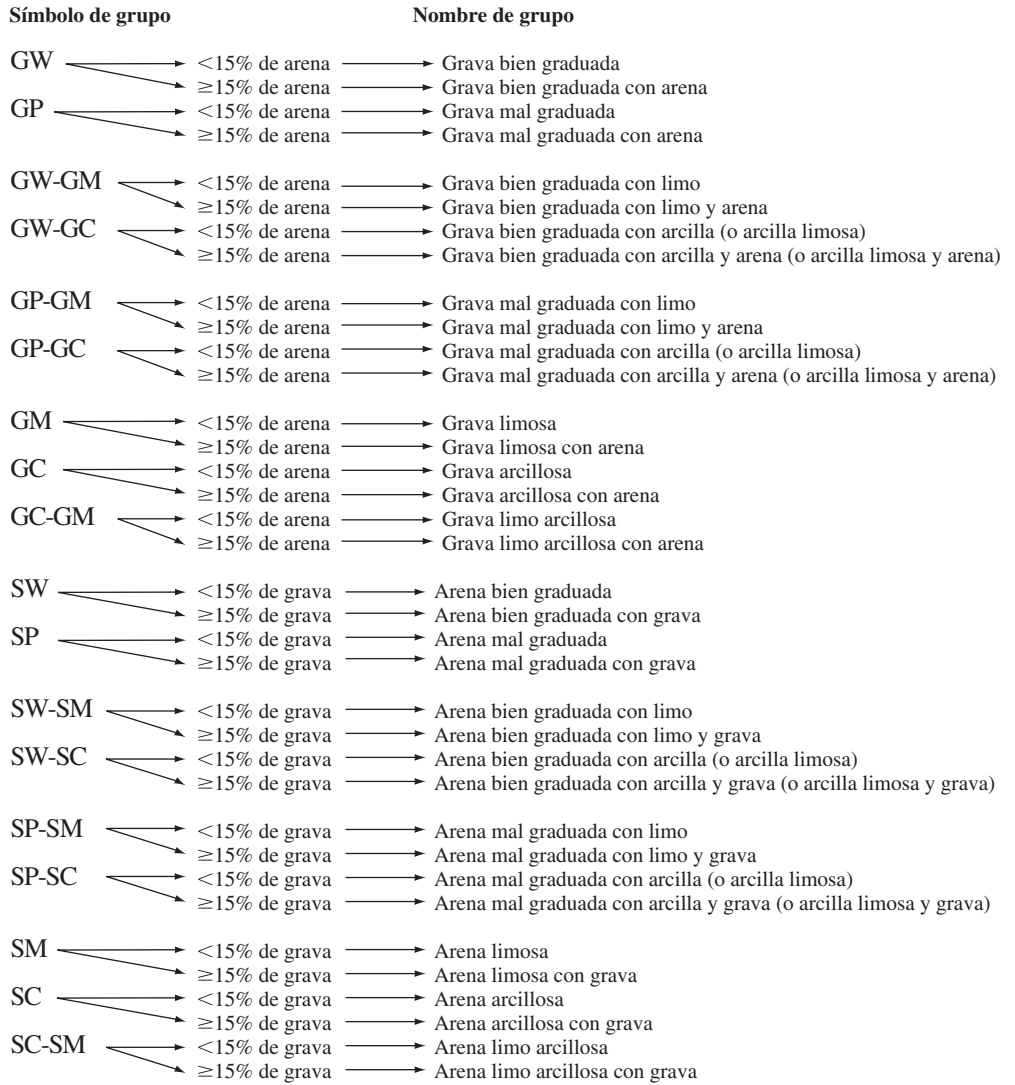 Símbolo de grupo Nombre de grupo
GW <15% de arena Grava bien graduada
≥15% de arena Grava bien graduada con arena
GP <15% de arena Grava mal graduada
≥15% de arena Grava mal graduada con arena
GW-GM <15% de arena Grava bien graduada con limo
≥15% de arena Grava bien graduada con limo y arena
GW-GC <15% de arena Grava bien graduada con arcilla (o arcilla limosa)
≥15% de arena Grava bien graduada con arcilla y arena (o arcilla limosa y arena)
GP-GM <15% de arena Grava mal graduada con limo
≥15% de arena Grava mal graduada con limo y arena
GP-GC <15% de arena Grava mal graduada con arcilla (o arcilla limosa)
≥15% de arena Grava mal graduada con arcilla y arena (o arcilla limosa y arena)
GM <15% de arena Grava limosa
≥15% de arena Grava limosa con arena
GC <15% de arena Grava arcillosa
≥15% de arena Grava arcillosa con arena
GC-GM <15% de arena Grava limo arcillosa
≥15% de arena Grava limo arcillosa con arena
SW <15% de grava Arena bien graduada
≥15% de grava Arena bien graduada con grava
SP <15% de grava Arena mal graduada
≥15% de grava Arena mal graduada con grava
SW-SM <15% de grava Arena bien graduada con limo
≥15% de grava Arena bien graduada con limo y grava
SW-SC <15% de grava Arena bien graduada con arcilla (o arcilla limosa)
≥15% de grava Arena bien graduada con arcilla y grava (o arcilla limosa y grava)
SP-SM <15% de grava Arena mal graduada con limo
≥15% de grava Arena mal graduada con limo y grava
SP-SC <15% de grava Arena mal graduada con arcilla (o arcilla limosa)
≥15% de grava Arena mal graduada con arcilla y grava (o arcilla limosa y grava)
SM <15% de grava Arena limosa
≥15% de grava Arena limosa con grava
SC <15% de grava Arena arcillosa
≥15% de grava Arena arcillosa con grava
SC-SM <15% de grava Arena limo arcillosa
≥15% de grava Arena limo arcillosa con grava